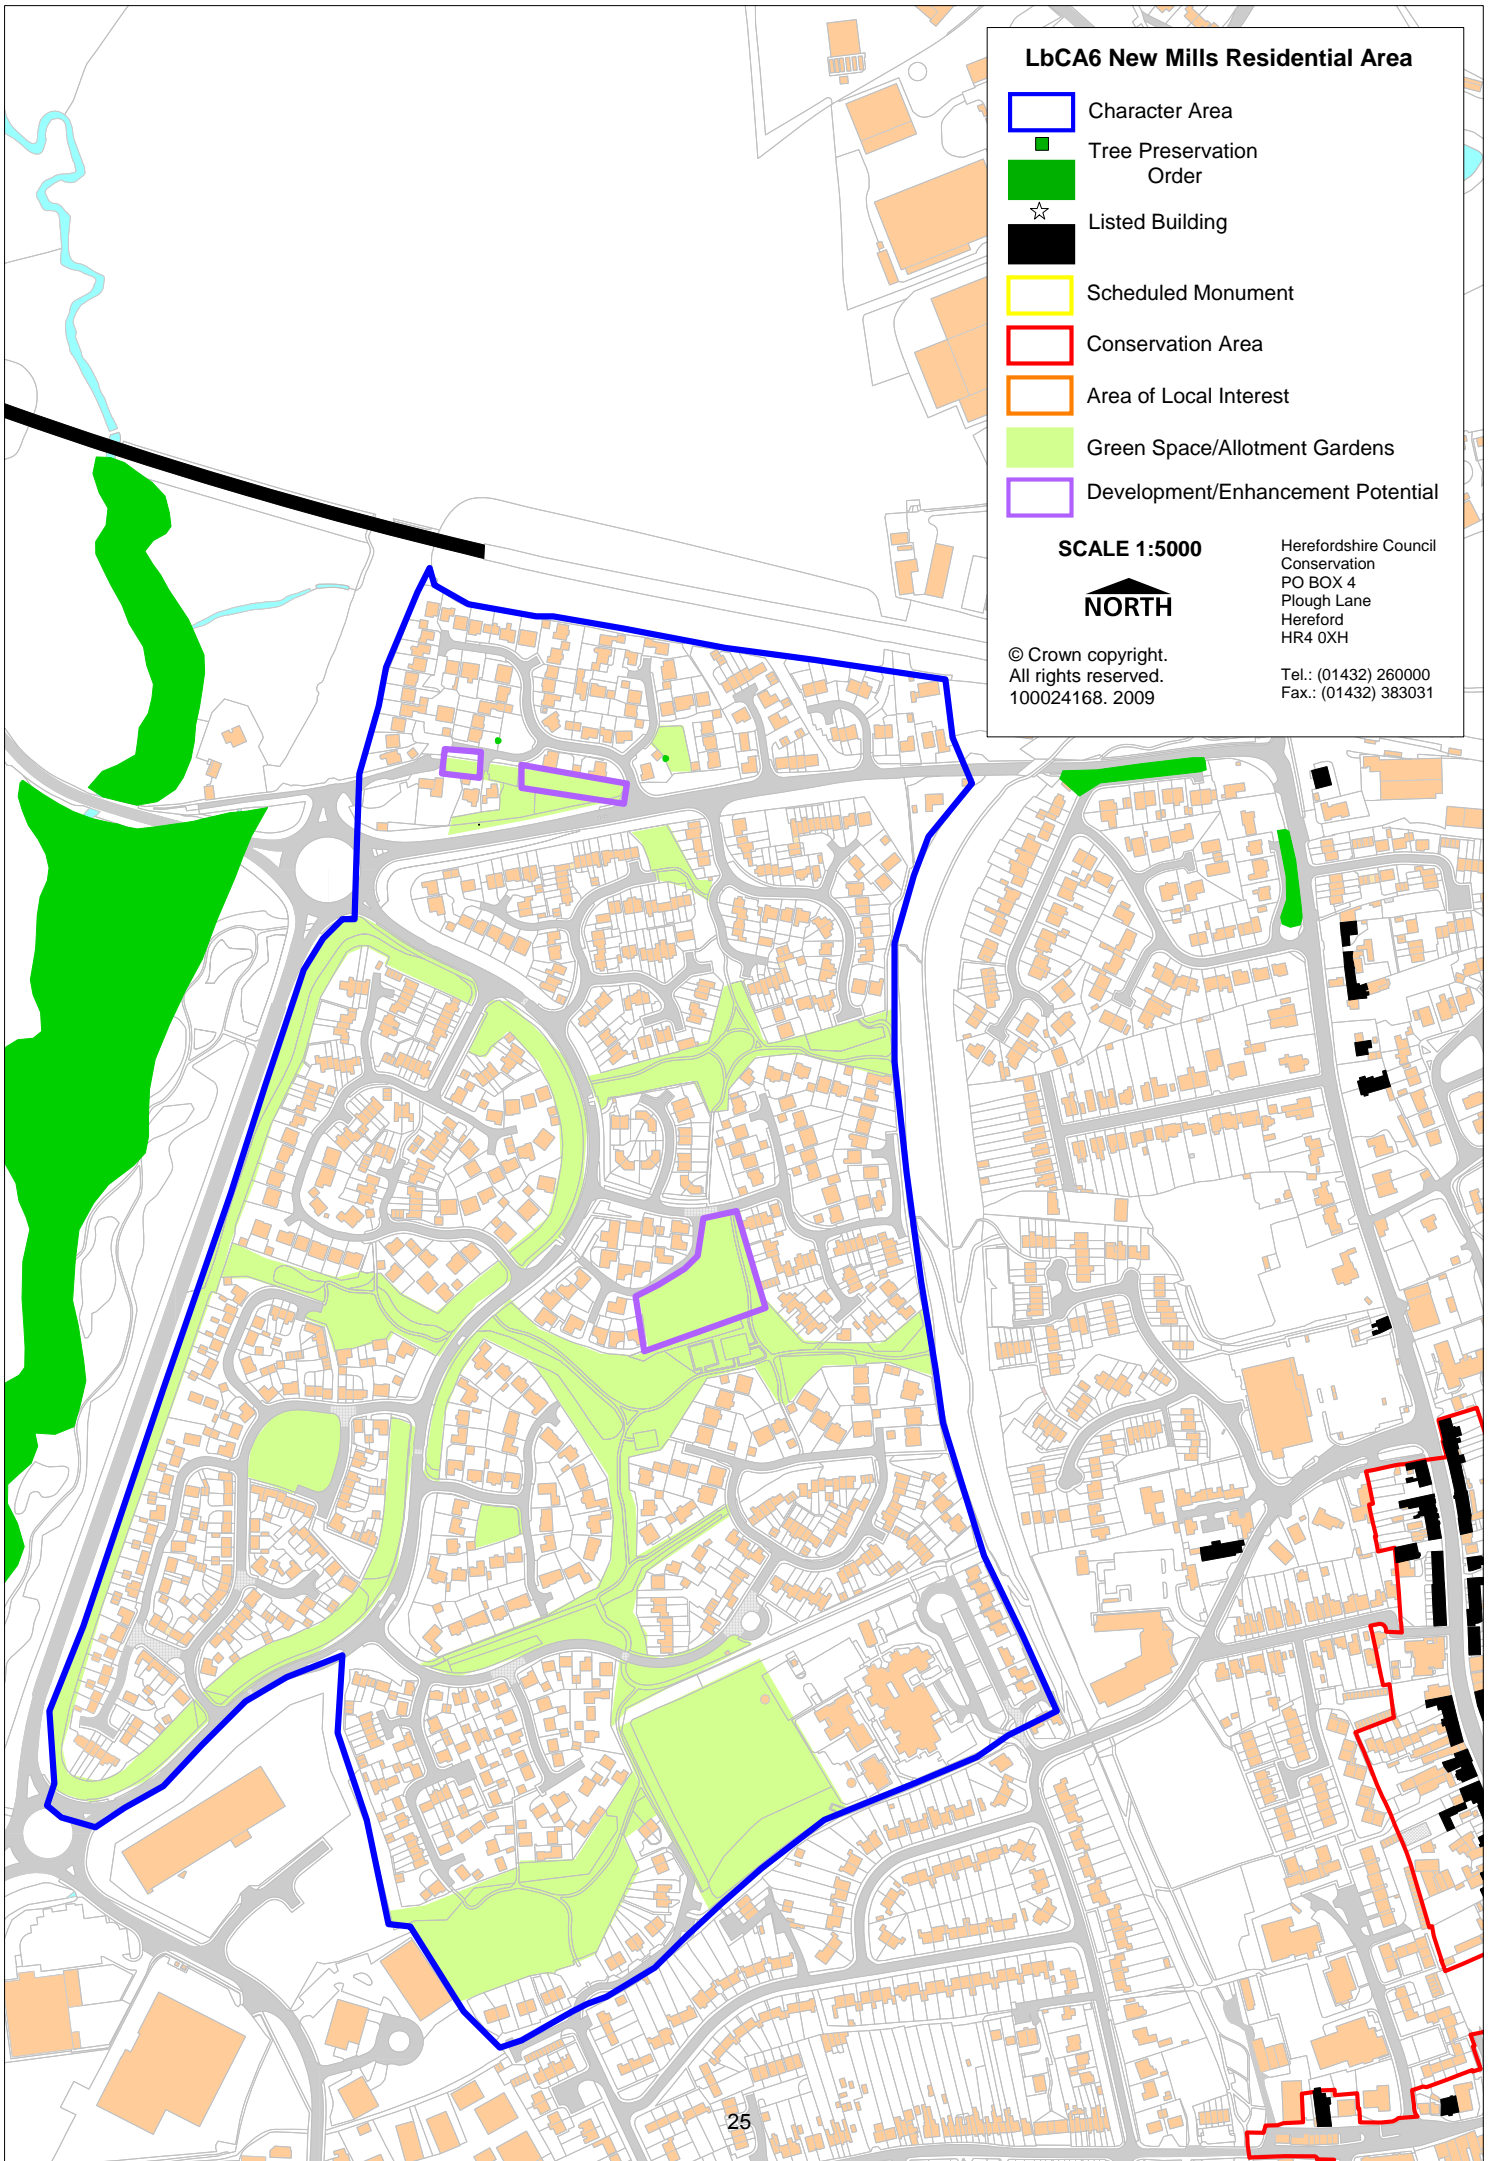 LbCA6 New Mills Residential Area
Character Area
Tree Preservation
Order
Listed Building
Scheduled Monument
Conservation Area
Area of Local Interest
Green Space/Allotment Gardens
Development/Enhancement Potential
SCALE 1:5000
NORTH
Herefordshire Council
Conservation
PO BOX 4
Plough Lane
Hereford
HR4 0XH
Tel.: (01432) 260000
Fax.: (01432) 383031
© Crown copyright.
All rights reserved.
100024168. 2009
25